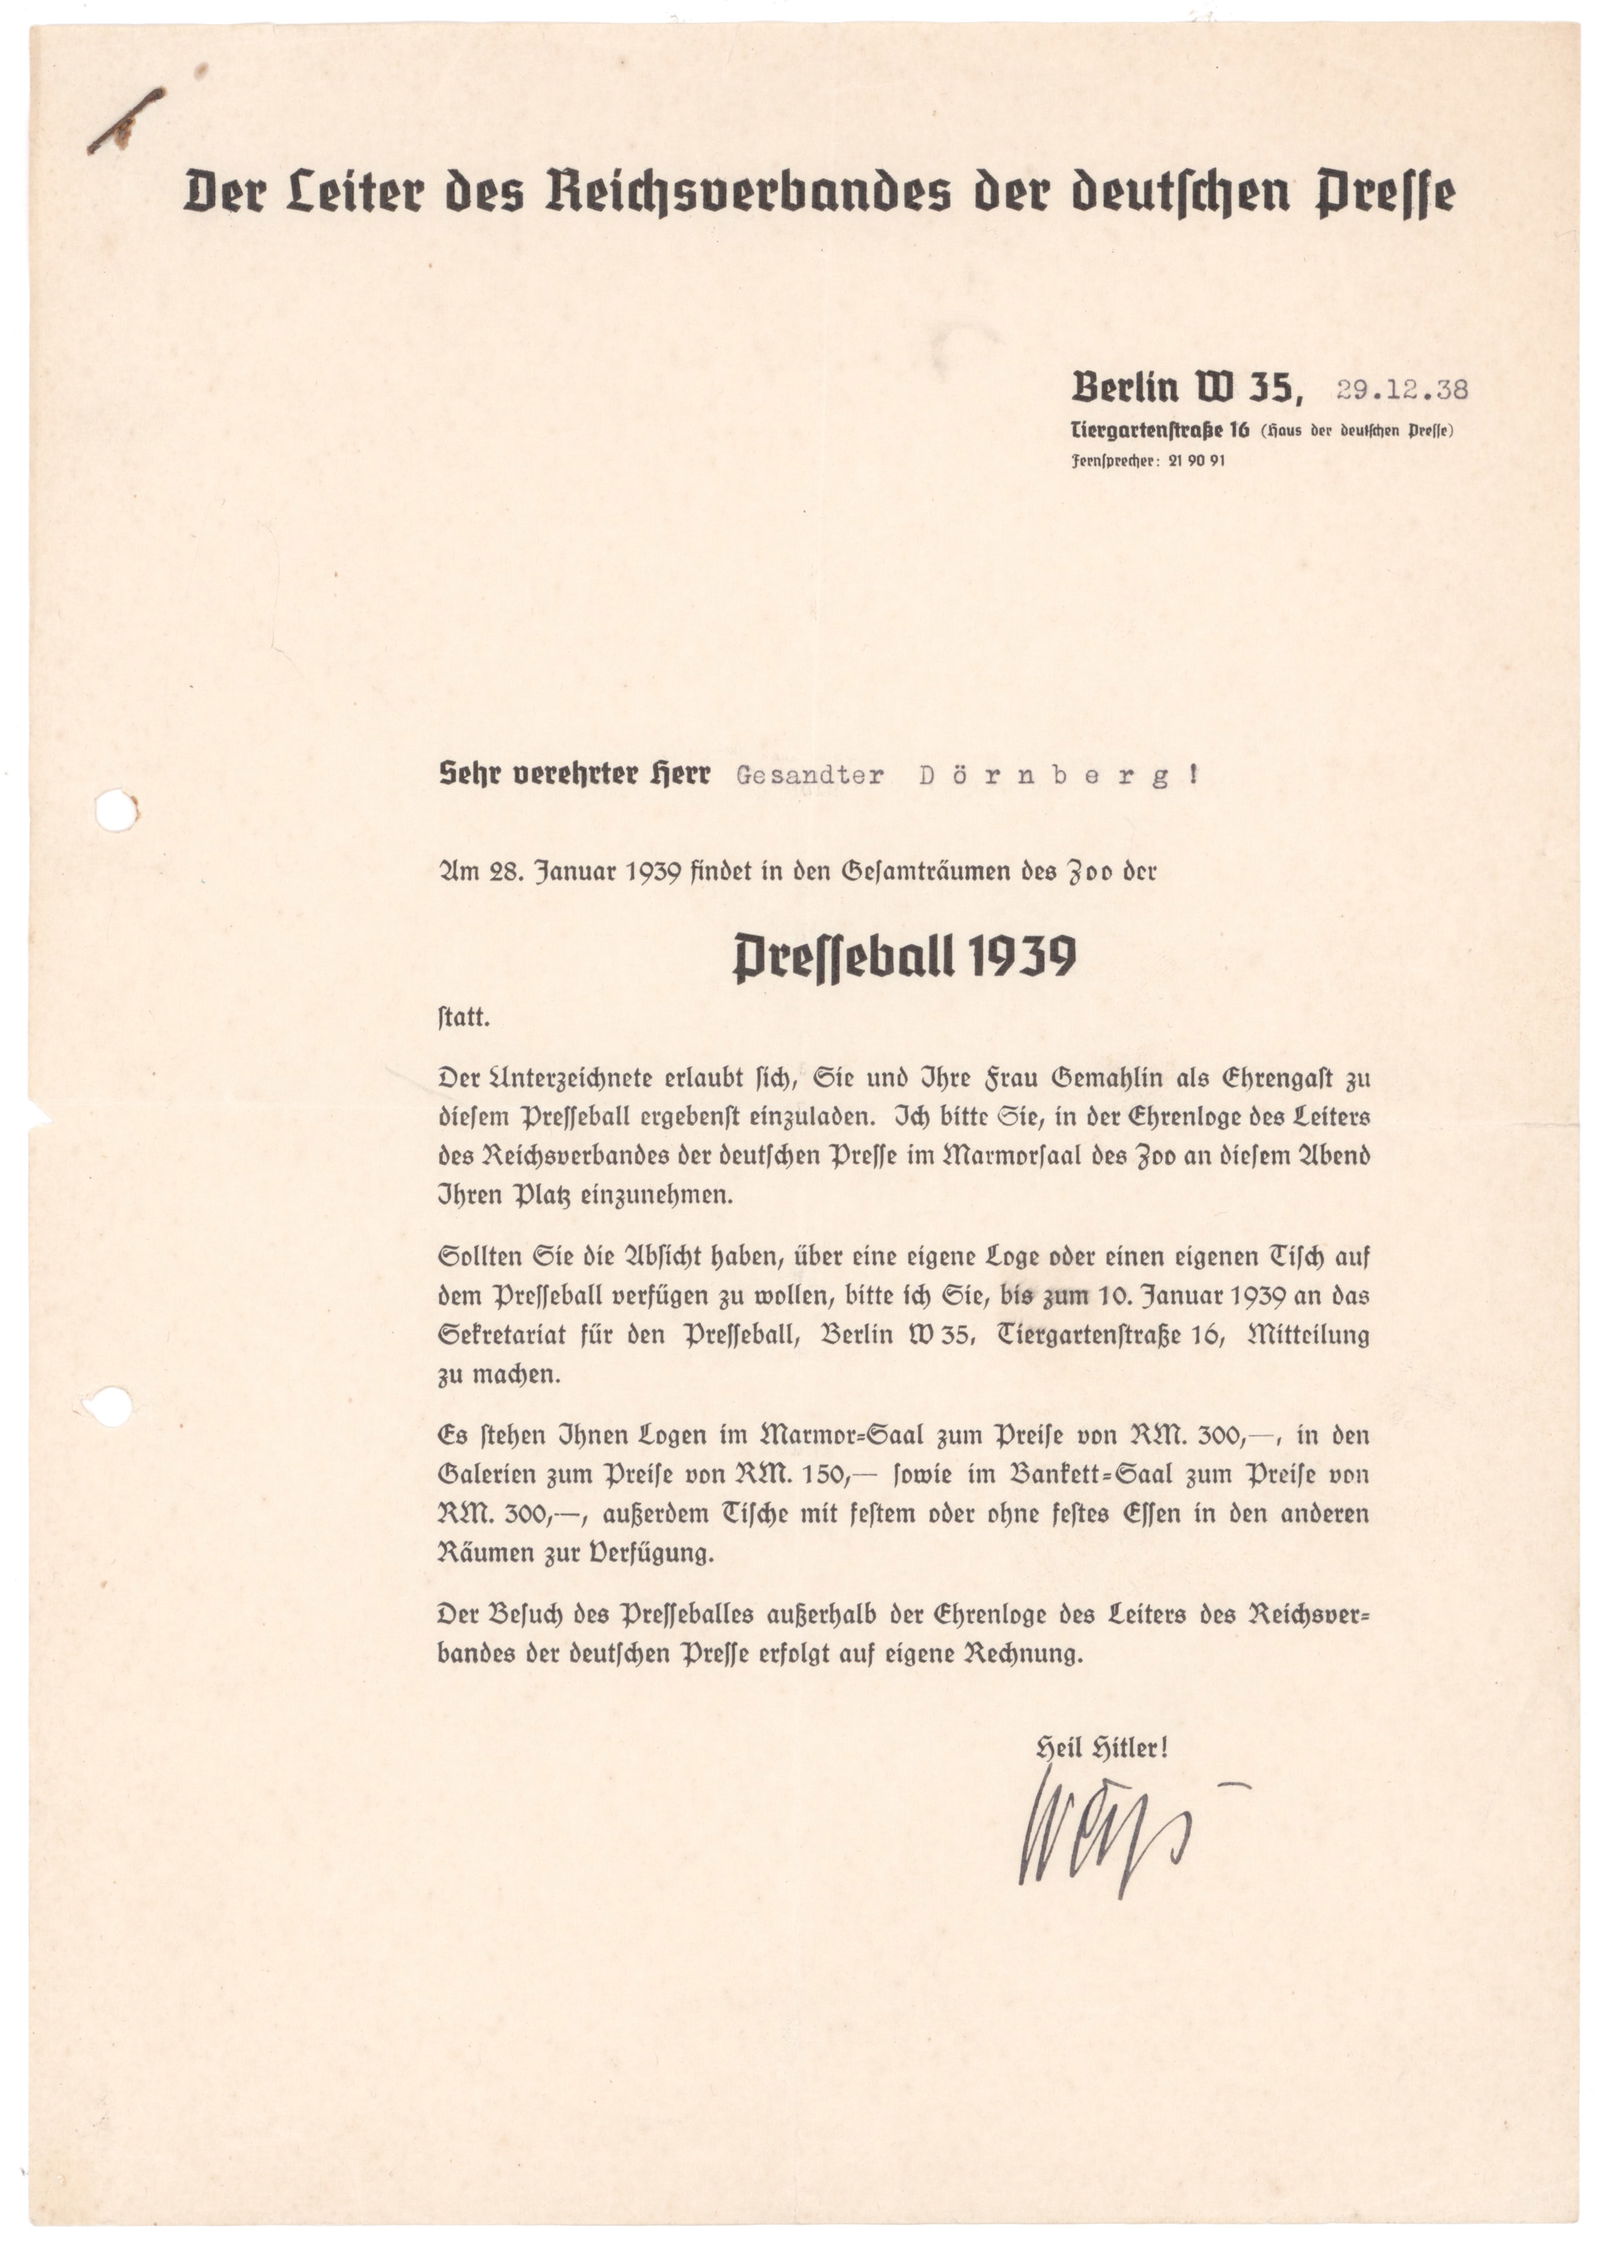 Der Leiter des Reichsverbandes der deutschen Presse
Berlin W 35, 29.12.38
Tiergartenstraße 16 (Haus der deutschen Presse)
Fernsprecher: 21 90 91
Sehr verehrter Herr Gesandter Dörnberg!
Am 28. Januar 1939 findet in den Gesamträumen des Zoo der
Presseball 1939
statt.
Der Unterzeichnete erlaubt sich, Sie und Ihre Frau Gemahlin als Ehrengast zu
diesem Presseball ergebenst einzuladen. Ich bitte Sie, in der Ehrenloge des Leiters
des Reichsverbandes der deutschen Presse im Marmorsaal des Zoo an diesem Abend
Ihren Platz einzunehmen.
Sollten Sie die Absicht haben, über eine eigene Loge oder einen eigenen Tisch auf
dem Presseball verfügen zu wollen, bitte ich Sie, bis zum 10. Januar 1939 an das
Sekretariat für den Presseball, Berlin W 35, Tiergartenstraße 16, Mitteilung
zu machen.
Es stehen Ihnen Logen im Marmor-Saal zum Preise von RM. 300,—, in den
Galerien zum Preise von RM. 150,— sowie im Bankett-Saal zum Preise von
RM. 300,—, außerdem Tische mit festem oder ohne festes Essen in den anderen
Räumen zur Verfügung.
Der Besuch des Presseballes außerhalb der Ehrenloge des Leiters des Reichsver-
bandes der deutschen Presse erfolgt auf eigene Rechnung.
Heil Hitler!
Weiß